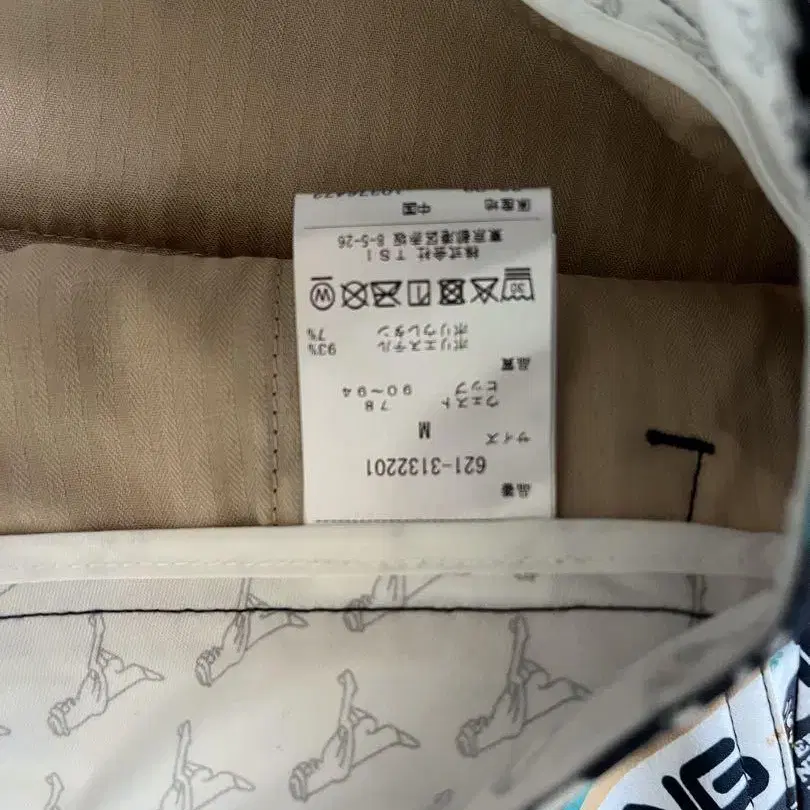 品番
621-3132201
サイズ
M
ウェスト 78
ヒップ 90～94
品質
ポリエステル 93%
ポリウレタン 7%
30
W
株式会社 TSI
東京都港区赤坂 8-5-26
原産地 中国
NG